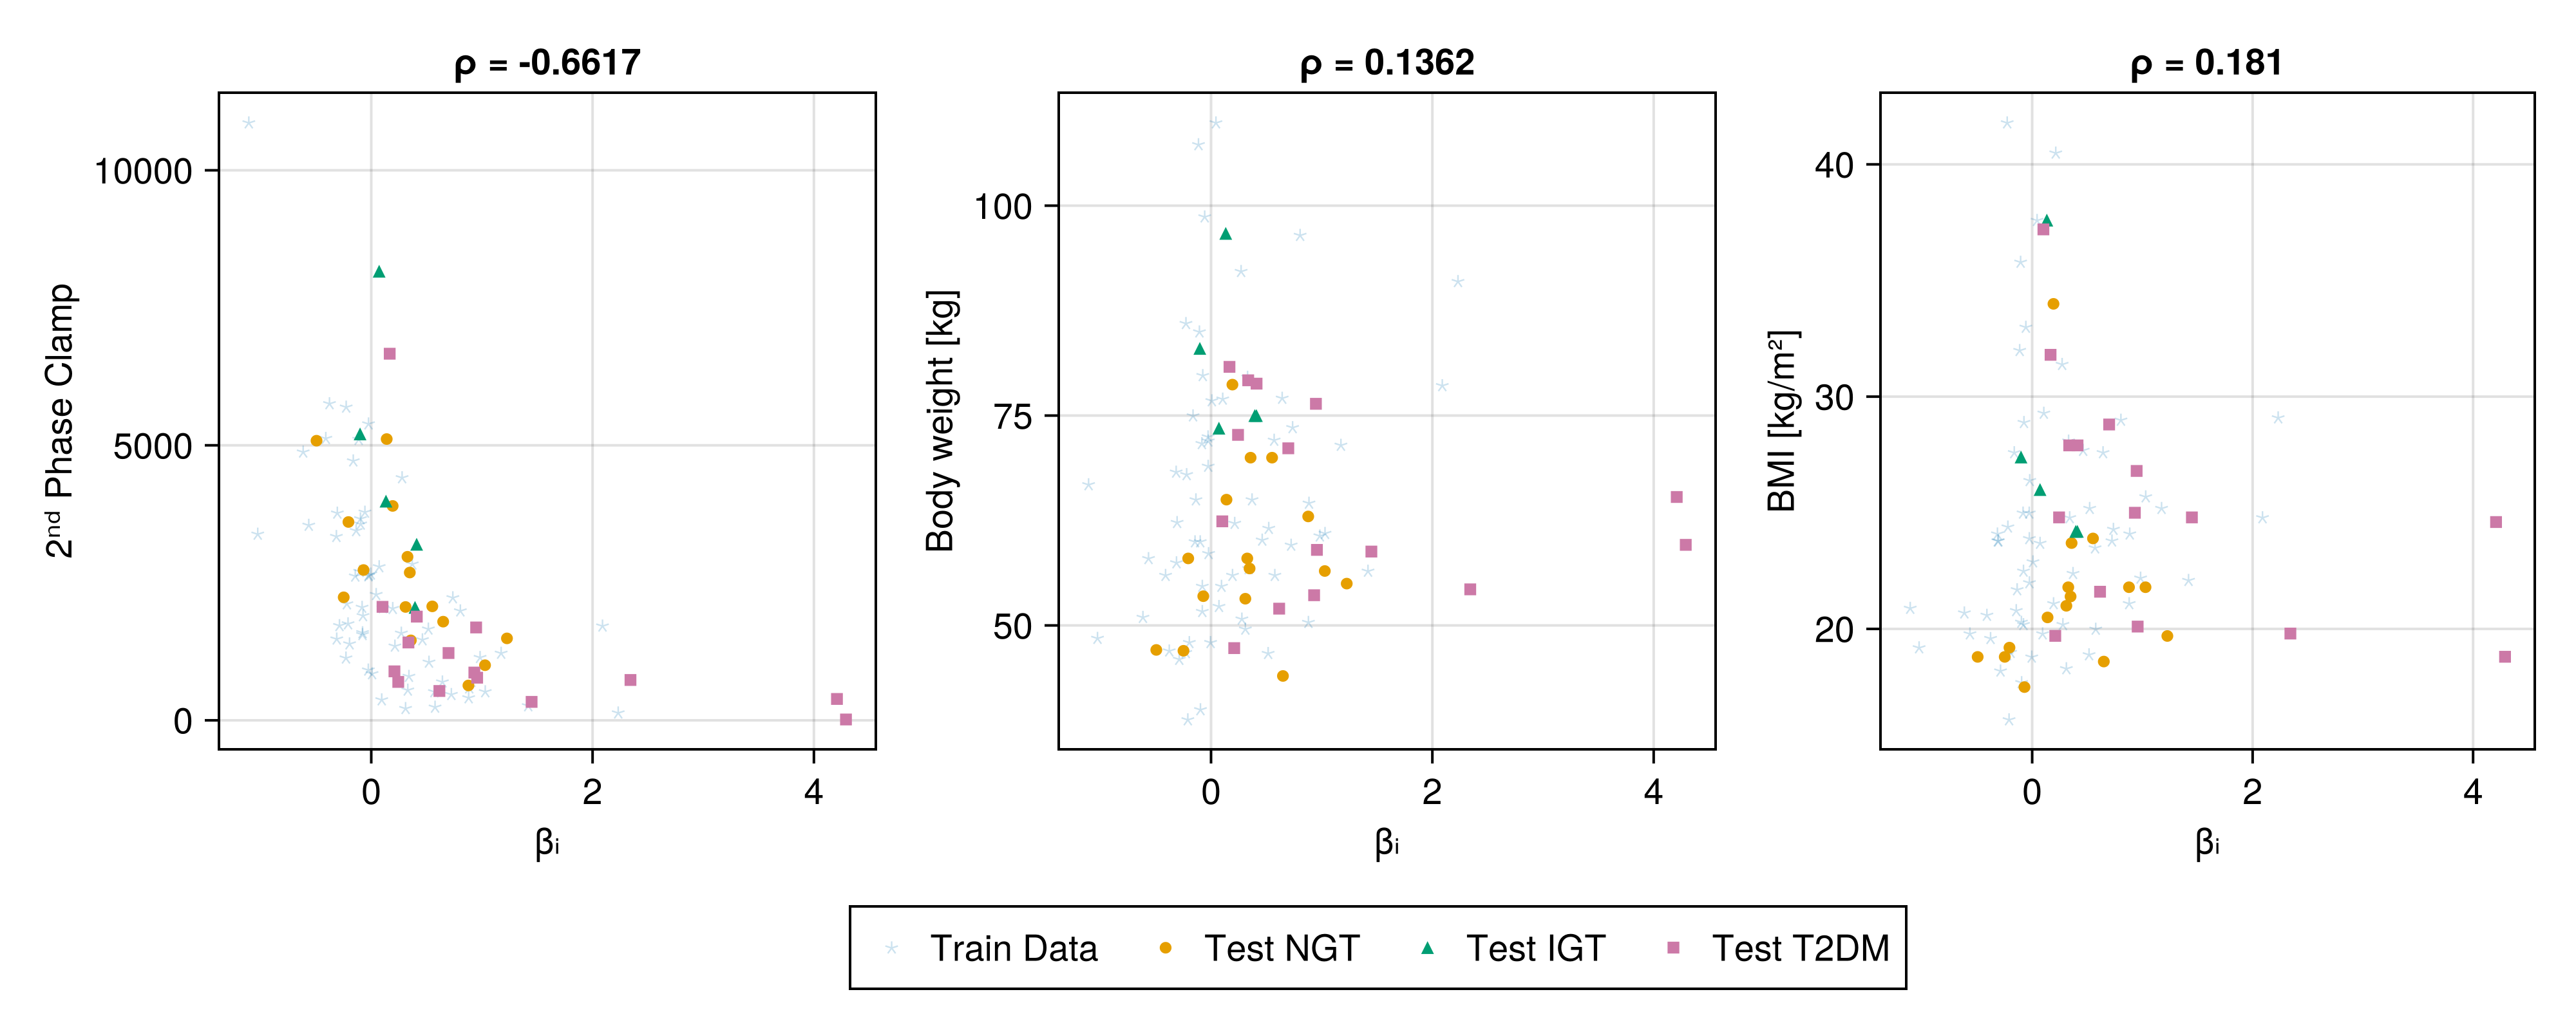 ρ = -0.6617
ρ = 0.1362
ρ = 0.181
2ⁿᵈ Phase Clamp
10000
5000
0
0 2 4
βᵢ
Body weight [kg]
100
75
50
0 2 4
βᵢ
BMI [kg/m²]
40
30
20
0 2 4
βᵢ
Train Data Test NGT Test IGT Test T2DM